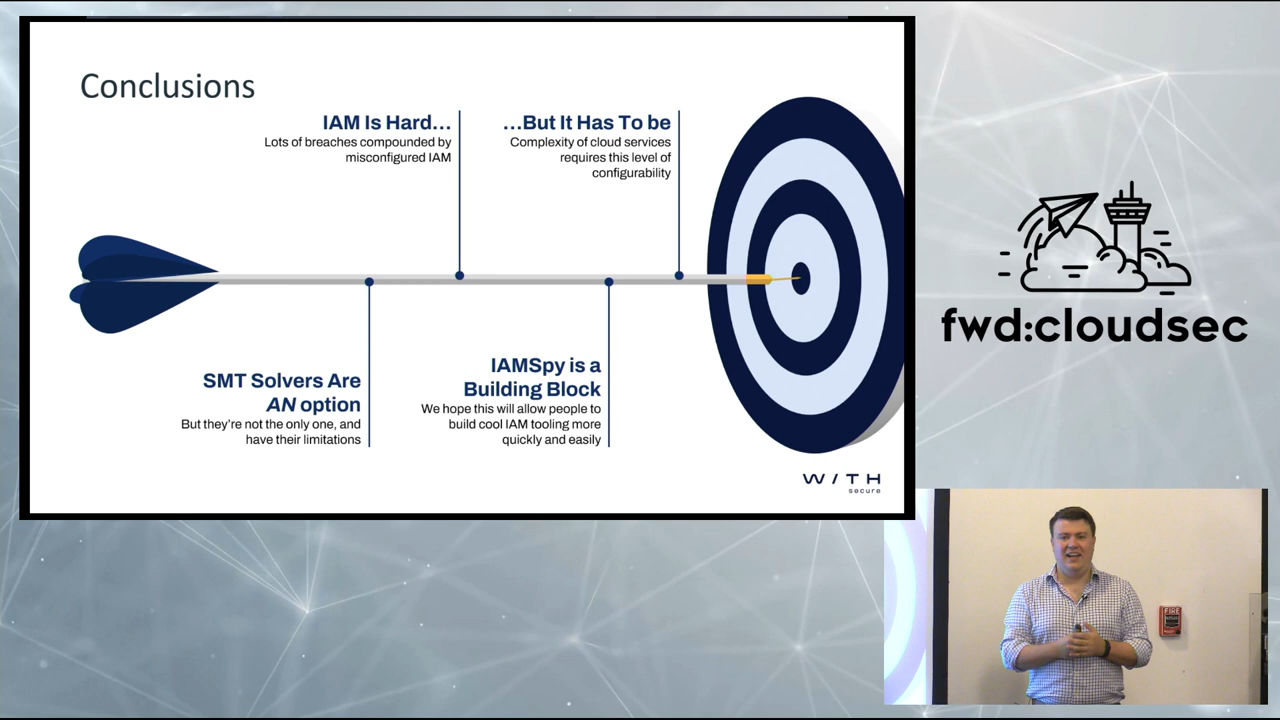 Conclusions
IAM Is Hard...
Lots of breaches compounded by
misconfigured IAM
...But It Has To be
Complexity of cloud services
requires this level of
configurability
SMT Solvers Are
AN option
But they're not the only one, and
have their limitations
IAMSpy is a
Building Block
We hope this will allow people to
build cool IAM tooling more
quickly and easily
W/TH
secure
fwd:cloudsec
FIRE